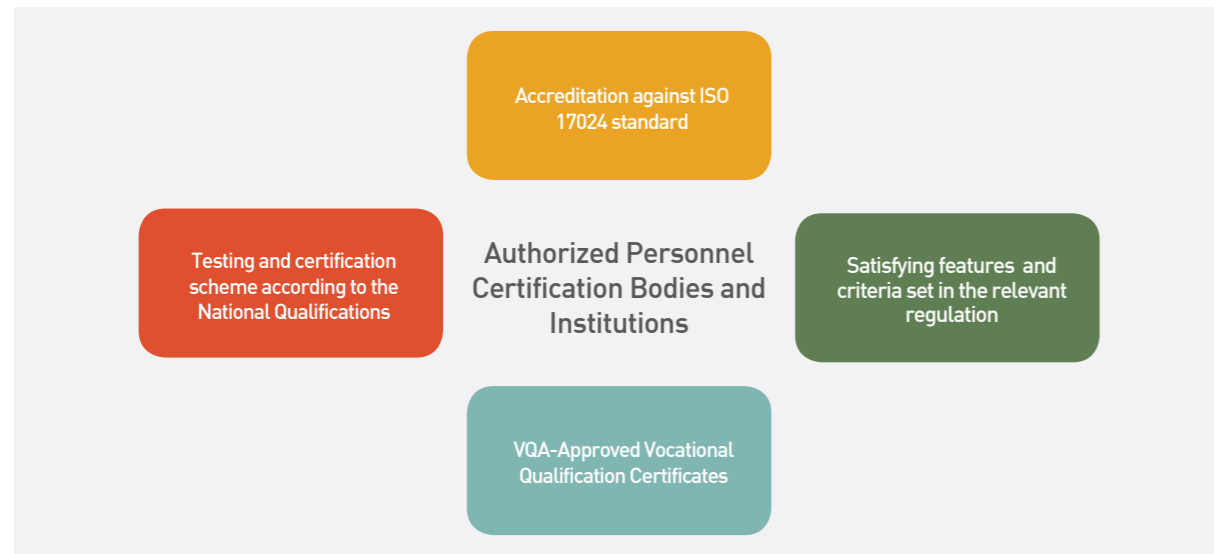 Accreditation against ISO
17024 standard
Testing and certification
scheme according to the
National Qualifications
Authorized Personnel
Certification Bodies and
Institutions
Satisfying features and
criteria set in the relevant
regulation
VQA-Approved Vocational
Qualification Certificates